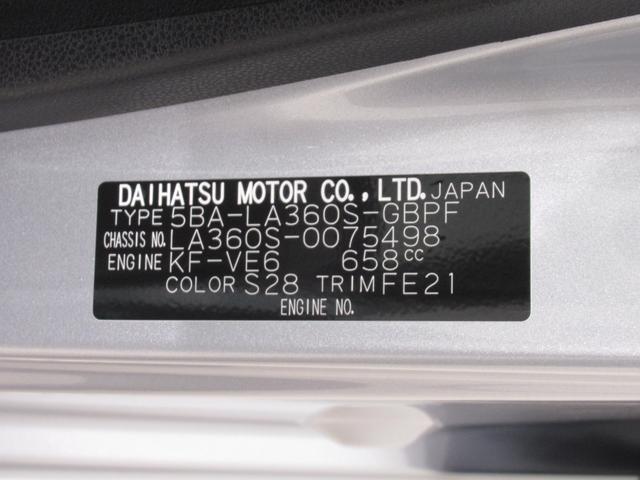 DAIHATSU MOTOR CO., LTD. JAPAN
TYPE 5BA-LA360S-GBPF
CHASSIS NO. LA360S-0075498
ENGINE KF-VE6 658cc
COLOR S28 TRIM FE21
ENGINE NO.